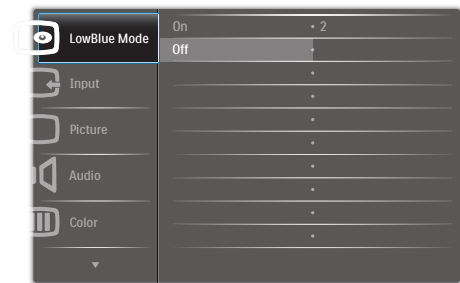 LowBlue Mode
On • 2
Off •
•
•
Input
•
•
Picture
•
•
Audio
•
•
Color